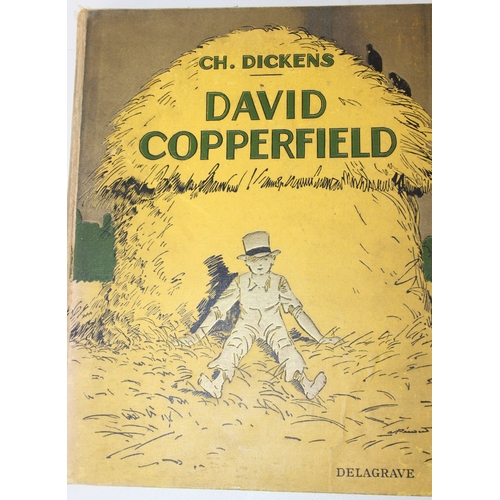 CH. DICKENS
DAVID
COPPERFIELD
DELAGRAVE